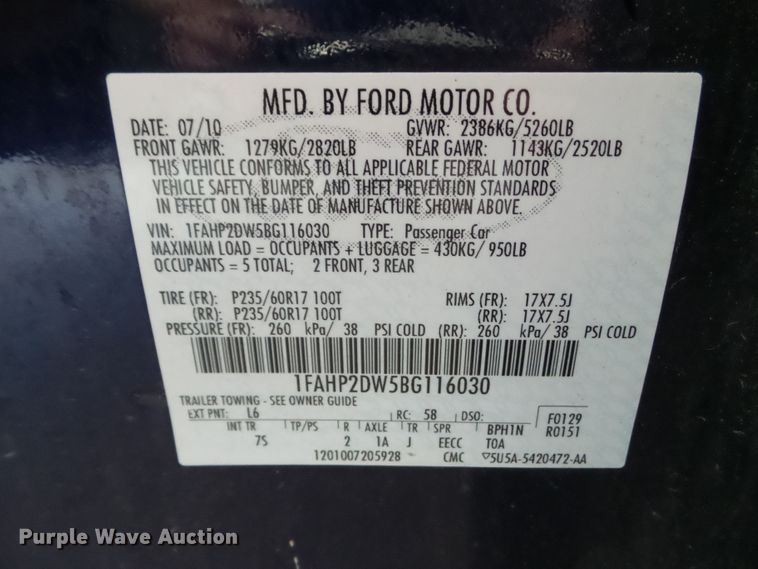 MFD. BY FORD MOTOR CO.
DATE: 07/10 GVWR: 2386KG/5260LB
FRONT GAWR: 1279KG/2820LB REAR GAWR: 1143KG/2520LB
THIS VEHICLE CONFORMS TO ALL APPLICABLE FEDERAL MOTOR
VEHICLE SAFETY, BUMPER, AND THEFT PREVENTION STANDARDS
IN EFFECT ON THE DATE OF MANUFACTURE SHOWN ABOVE.
VIN: 1FAHP2DW5BG116030 TYPE: Passenger Car
MAXIMUM LOAD = OCCUPANTS + LUGGAGE = 430KG/ 950LB
OCCUPANTS = 5 TOTAL; 2 FRONT, 3 REAR
TIRE (FR): P235/60R17 100T RIMS (FR): 17X7.5J
(RR): P235/60R17 100T (RR): 17X7.5J
PRESSURE (FR): 260 kPa/ 38 PSI COLD (RR): 260 kPa/ 38 PSI COLD
1FAHP2DW5BG116030
TRAILER TOWING - SEE OWNER GUIDE
EXT PNT: L6 RC: 58 DSO: F0129
INT TR TP/PS R AXLE TR SPR BPH1N R0151
7S 2 1A J EECC TOA
1201007205928 CMC 5U5A-5420472-AA
Purple Wave Auction